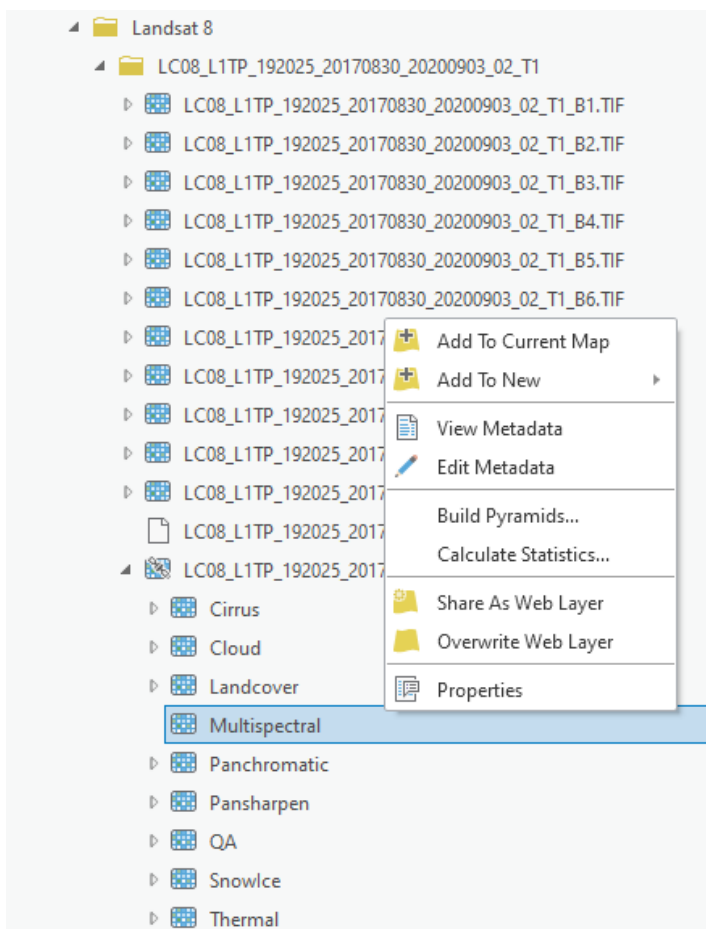 Landsat 8
LC08_L1TP_192025_20170830_20200903_02_T1
LC08_L1TP_192025_20170830_20200903_02_T1_B1.TIF
LC08_L1TP_192025_20170830_20200903_02_T1_B2.TIF
LC08_L1TP_192025_20170830_20200903_02_T1_B3.TIF
LC08_L1TP_192025_20170830_20200903_02_T1_B4.TIF
LC08_L1TP_192025_20170830_20200903_02_T1_B5.TIF
LC08_L1TP_192025_20170830_20200903_02_T1_B6.TIF
LC08_L1TP_192025_2017
LC08_L1TP_192025_2017
LC08_L1TP_192025_2017
LC08_L1TP_192025_2017
LC08_L1TP_192025_2017
LC08_L1TP_192025_2017
LC08_L1TP_192025_2017
Add To Current Map
Add To New
View Metadata
Edit Metadata
Build Pyramids...
Calculate Statistics...
Share As Web Layer
Overwrite Web Layer
Properties
Cirrus
Cloud
Landcover
Multispectral
Panchromatic
Pansharpen
QA
SnowIce
Thermal